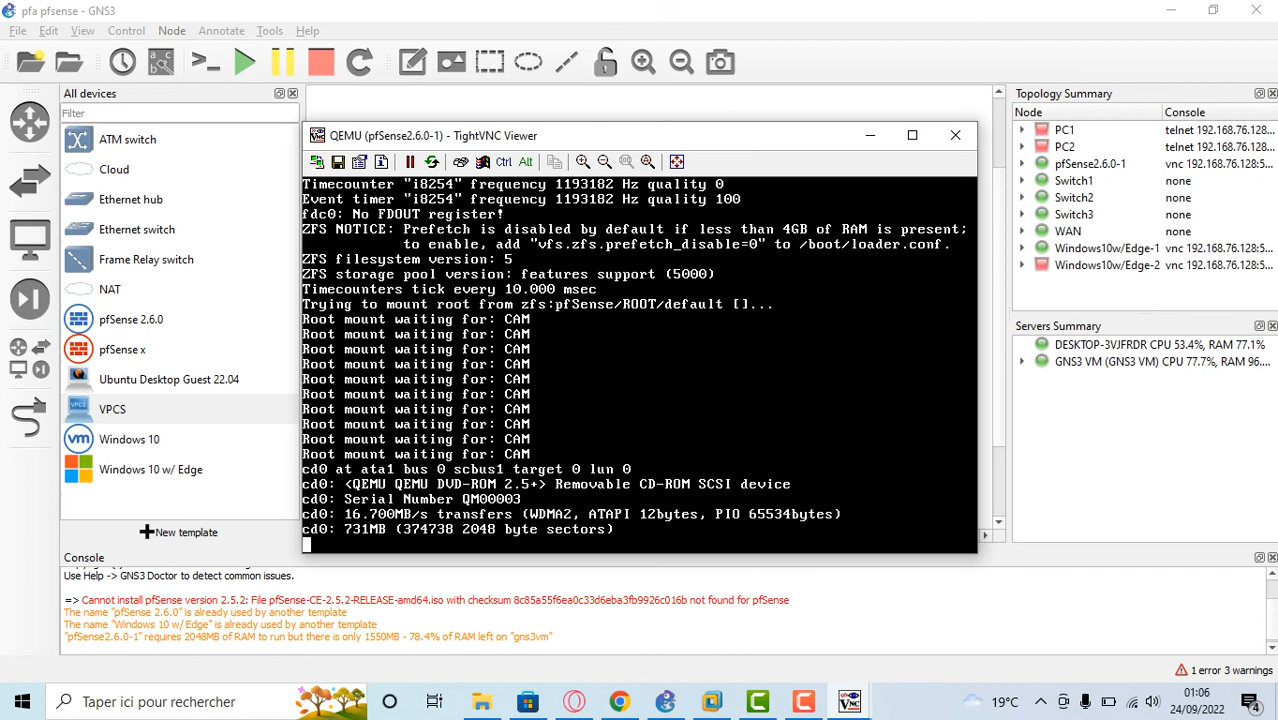 pfa pfsense - GNS3
File Edit View Control Node Annotate Tools Help
All devices
Filter
ATM switch
Cloud
Ethernet hub
Ethernet switch
Frame Relay switch
NAT
pfSense 2.6.0
pfSense x
Ubuntu Desktop Guest 22.04
VPCS
Windows 10
Windows 10 w/ Edge
New template
QEMU (pfSense2.6.0-1) - TightVNC Viewer
Ctrl Alt
Timecounter "i8254" frequency 1193182 Hz quality 0
Event timer "i8254" frequency 1193182 Hz quality 100
fdc0: No FDOUT register!
ZFS NOTICE: Prefetch is disabled by default if less than 4GB of RAM is present;
to enable, add "vfs.zfs.prefetch_disable=0" to /boot/loader.conf.
ZFS filesystem version: 5
ZFS storage pool version: features support (5000)
Timecounters tick every 10.000 msec
Trying to mount root from zfs:pfSense/ROOT/default []...
Root mount waiting for: CAM
Root mount waiting for: CAM
Root mount waiting for: CAM
Root mount waiting for: CAM
Root mount waiting for: CAM
Root mount waiting for: CAM
Root mount waiting for: CAM
Root mount waiting for: CAM
Root mount waiting for: CAM
Root mount waiting for: CAM
cd0 at ata1 bus 0 scbus1 target 0 lun 0
cd0: <QEMU QEMU DVD-ROM 2.5+> Removable CD-ROM SCSI device
cd0: Serial Number QM00003
cd0: 16.700MB/s transfers (WDMA2, ATAPI 12bytes, PIO 65534bytes)
cd0: 731MB (374738 2048 byte sectors)
Topology Summary
Node Console
PC1 telnet 192.168.76.128:
PC2 telnet 192.168.76.128:
pfSense2.6.0-1 vnc 192.168.76.128:5
Switch1 none
Switch2 none
Switch3 none
WAN none
Windows10w/Edge-1 vnc 192.168.76.128:5
Windows10w/Edge-2 vnc 192.168.76.128:5
Servers Summary
DESKTOP-3VJFRDR CPU 53.4%, RAM 77.1%
GNS3 VM (GNS3 VM) CPU 77.7%, RAM 96....
Console
Use Help -> GNS3 Doctor to detect common issues.
=> Cannot install pfSense version 2.5.2: File pfSense-CE-2.5.2-RELEASE-amd64.iso with checksum 8c85a55f6ea0c33d6eba3fb9926c016b not found for pfSense
The name "pfSense 2.6.0" is already used by another template
The name "Windows 10 w/ Edge" is already used by another template
"pfSense2.6.0-1" requires 2048MB of RAM to run but there is only 1550MB - 78.4% of RAM left on "gns3vm"
1 error 3 warnings
Taper ici pour rechercher
19°C
01:06
24/09/2022
4